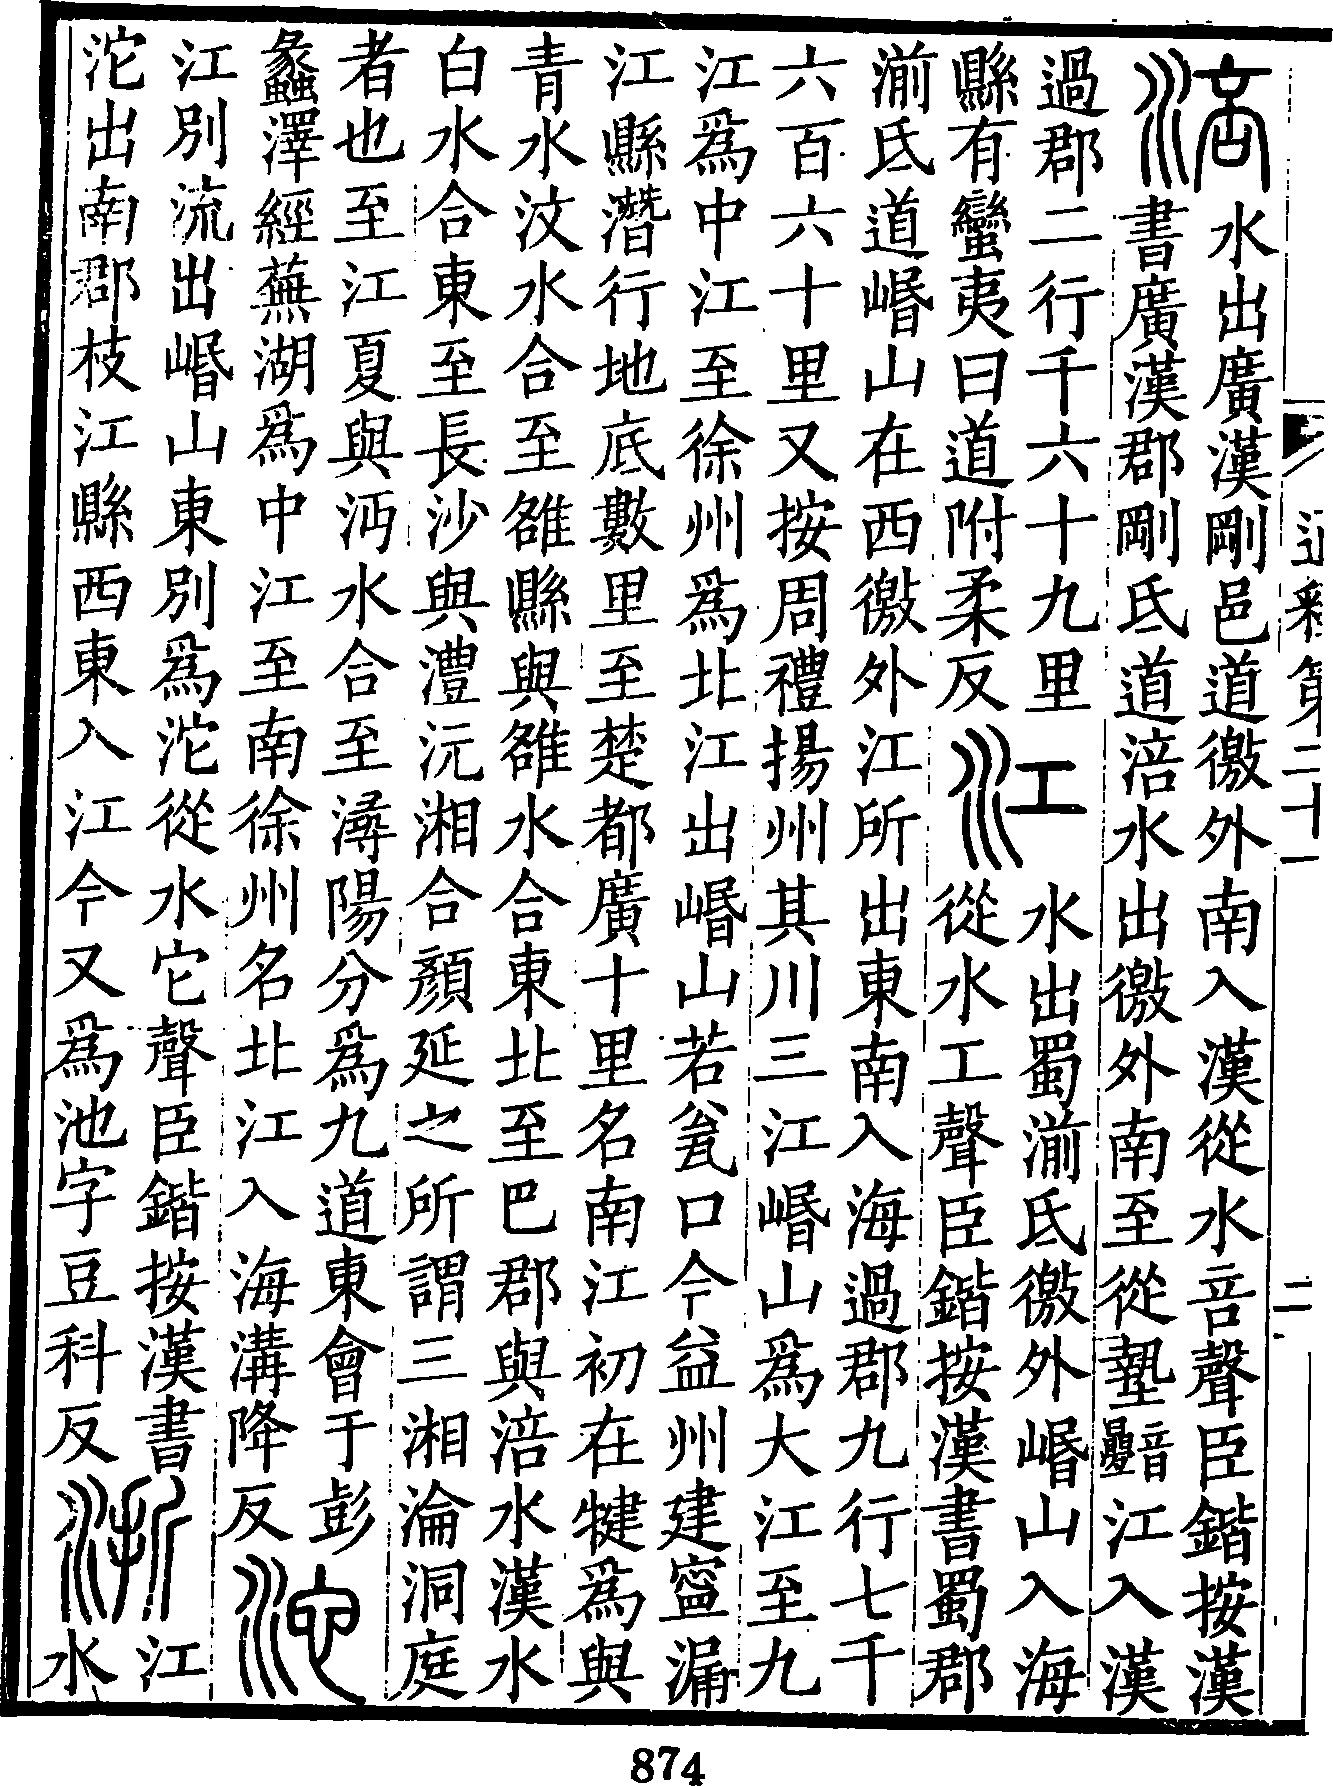 通釋第二十一 二
涪水出廣漢剛邑道徼外南入漢從水咅聲臣鍇按漢
書廣漢郡剛氐道涪水出徼外南至從墊音疊江入漢
過郡二行千六十九里江水出蜀湔氐徼外㟭山入海
縣有蠻夷曰道附柔反從水工聲臣鍇按漢書蜀郡
湔氐道㟭山在西徼外江所出東南入海過郡九行七千
六百六十里又按周禮揚州其川三江㟭山爲大江至九
江爲中江至徐州爲北江出㟭山若瓮口今益州建寧漏
江縣潛行地底數里至楚都廣十里名南江初在犍爲與
青水汶水合至雒縣與雒水合東北至巴郡與涪水漢水
白水合東至長沙與澧沅湘合顏延之所謂三湘淪洞庭
者也至江夏與沔水合至潯陽分爲九道東會于彭
蠡澤經蕪湖爲中江至南徐州名北江入海溝降反沱
江別流出㟭山東別爲沱從水它聲臣鍇按漢書浙江
沱出南郡枝江縣西東入江今又爲池字豆科反水
874